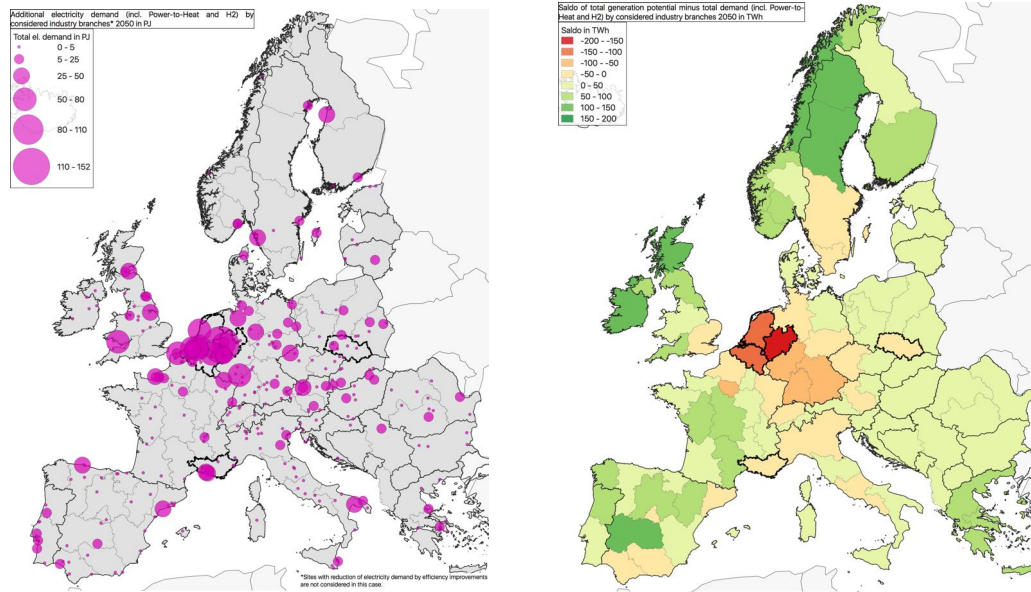 Additional electricity demand (incl. Power-to-Heat and H2) by
considered industry branches* 2050 in PJ
Total el. demand in PJ
0 - 5
5 - 25
25 - 50
50 - 80
80 - 110
110 - 152
*Sites with reduction of electricity demand by efficiency improvements
are not considered in this case.
Saldo of total generation potential minus total demand (incl. Power-to-
Heat and H2) by considered industry branches 2050 in TWh
Saldo in TWh
-200 - -150
-150 - -100
-100 - -50
-50 - 0
0 - 50
50 - 100
100 - 150
150 - 200